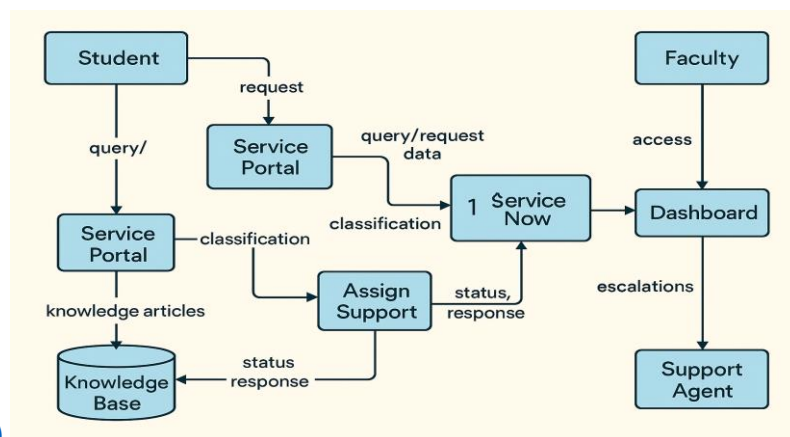 Student
Faculty
request
query/
Service
Portal
query/request
data
access
classification
1 Service
Now
Dashboard
Service
Portal
classification
Assign
Support
status,
response
escalations
knowledge articles
Knowledge
Base
status
response
Support
Agent